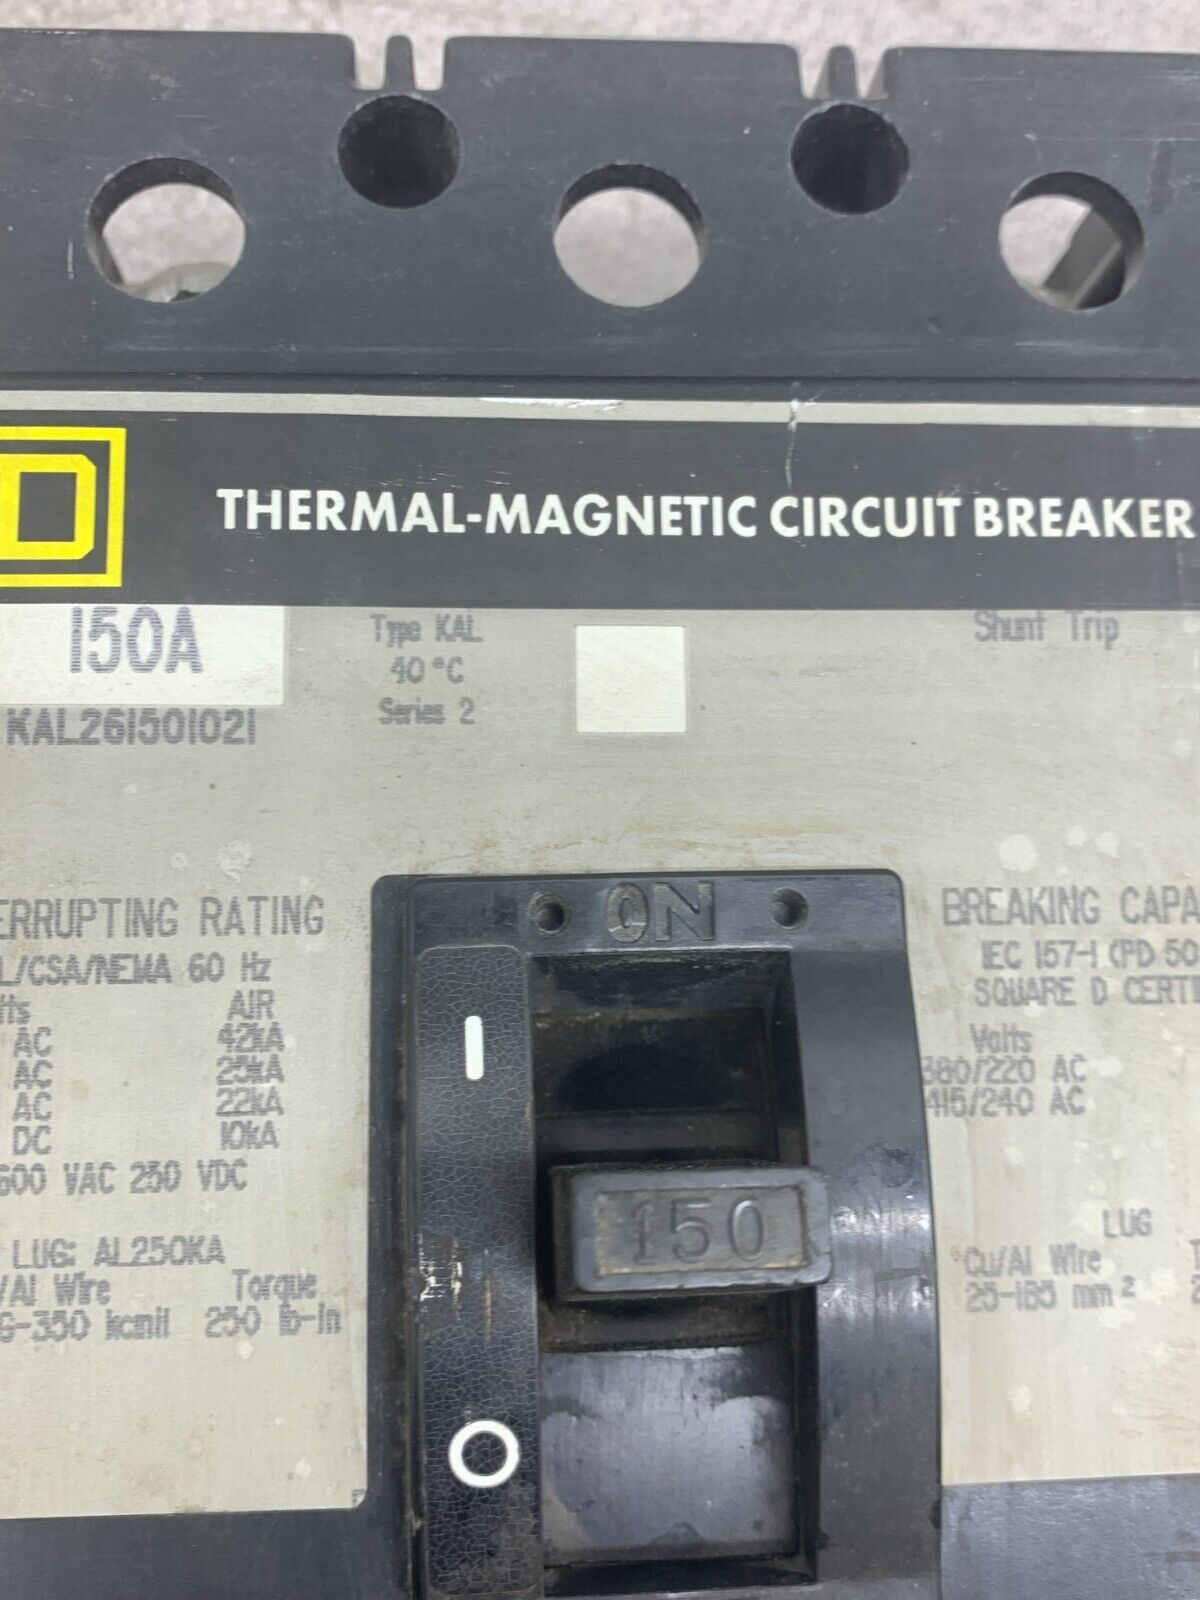 D
THERMAL-MAGNETIC CIRCUIT BREAKER
150A
Type KAL
40°C
Series 2
Shunt Trip
KAL261501021
ERRUPTING RATING
L/CSA/NEMA 60 Hz
lts AIR
AC 42kA
AC 25kA
AC 22kA
DC 10kA
600 VAC 250 VDC
LUG: AL250KA
/Al Wire Torque
G-350 kcmil 250 lb-in
ON
I
150
O
BREAKING CAPA
IEC 157-1 (PD 50
SQUARE D CERTI
Volts
380/220 AC
415/240 AC
LUG
Cu/Al Wire
25-185 mm²